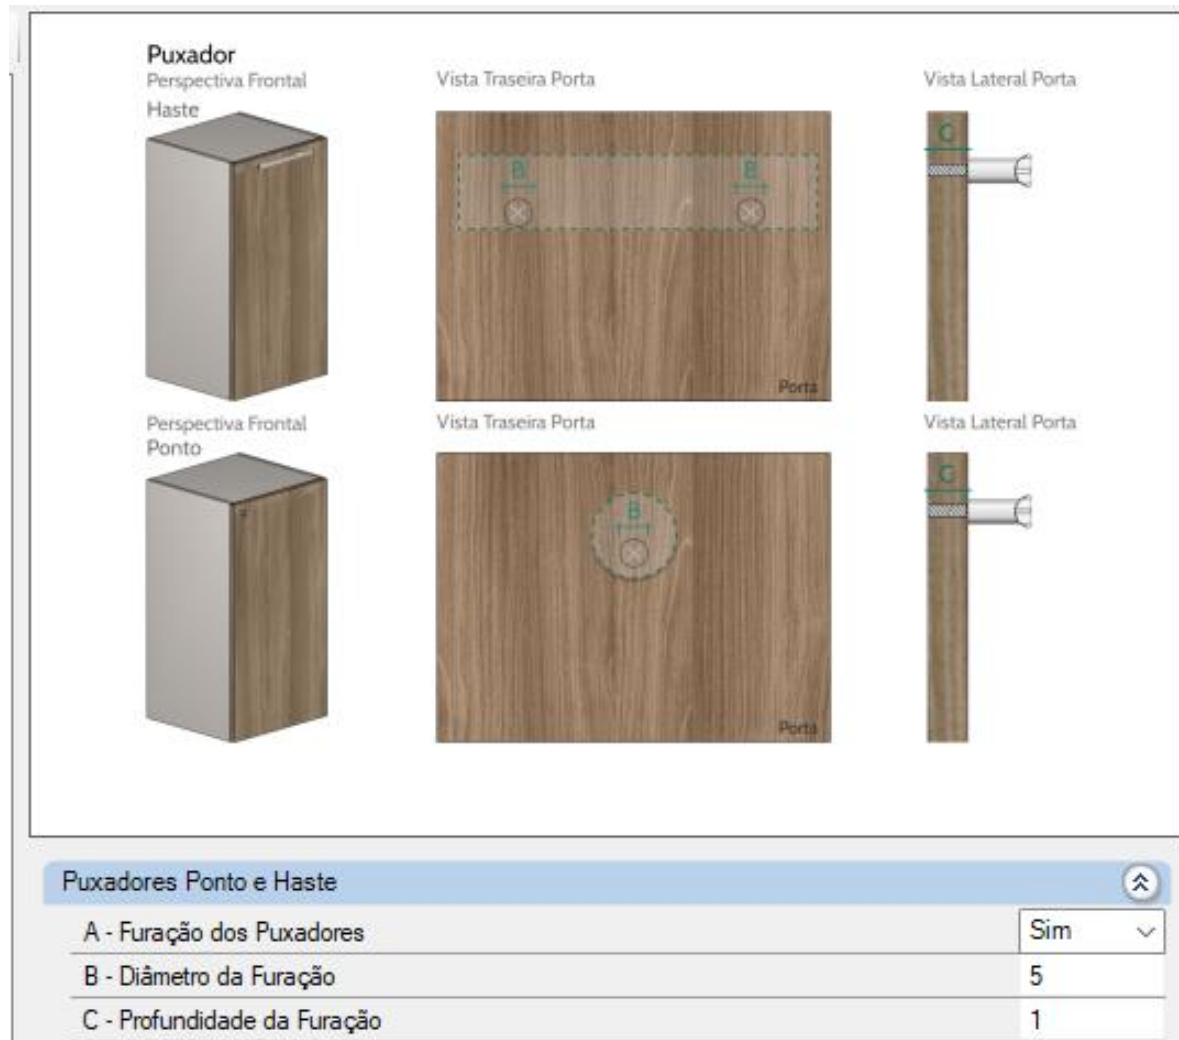 Puxador
Perspectiva Frontal
Haste
Vista Traseira Porta
Vista Lateral Porta
B
B
C
Porta
Perspectiva Frontal
Ponto
Vista Traseira Porta
Vista Lateral Porta
B
C
Porta
Puxadores Ponto e Haste
A - Furação dos Puxadores
Sim
B - Diâmetro da Furação
5
C - Profundidade da Furação
1